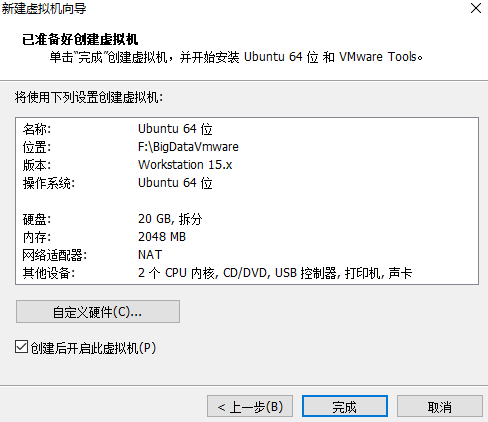 新建虚拟机向导
已准备好创建虚拟机
单击“完成”创建虚拟机，并开始安装 Ubuntu 64 位 和 VMware Tools。
将使用下列设置创建虚拟机:
名称: Ubuntu 64 位
位置: F:\BigDataVmware
版本: Workstation 15.x
操作系统: Ubuntu 64 位
硬盘: 20 GB, 拆分
内存: 2048 MB
网络适配器: NAT
其他设备: 2 个 CPU 内核, CD/DVD, USB 控制器, 打印机, 声卡
自定义硬件(C)...
创建后开启此虚拟机(P)
< 上一步(B) 完成 取消